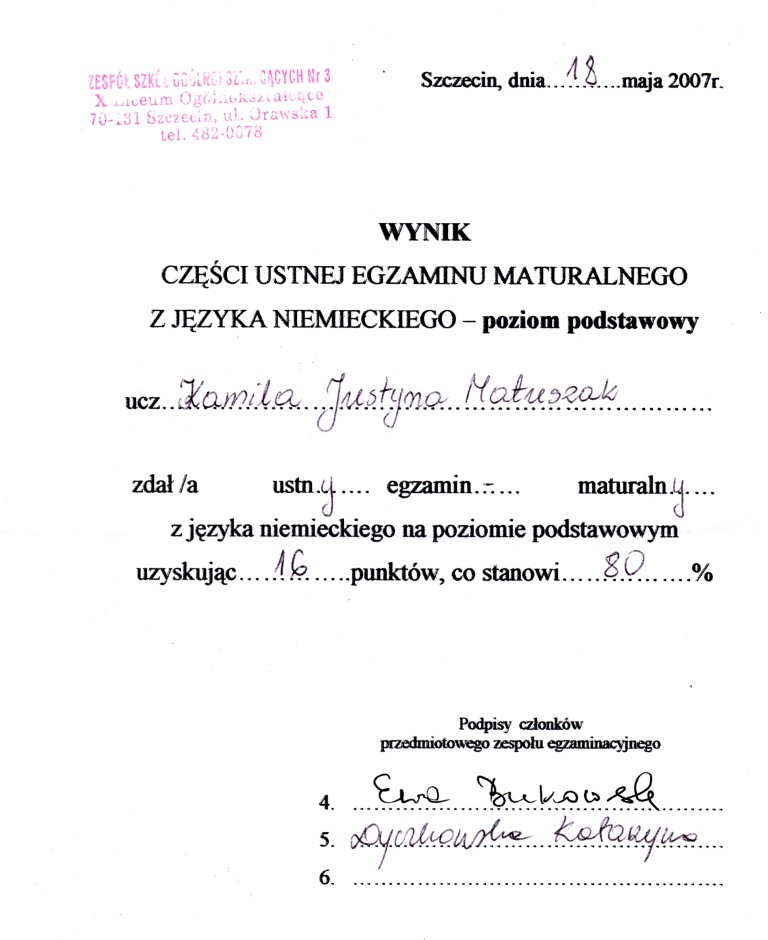 ZESPÓŁ SZKÓŁ OGÓLNOKSZTAŁCĄCYCH Nr 3
X Liceum Ogólnokształcące
70-131 Szczecin, ul. Orawska 1
tel. 482-0078
Szczecin, dnia...18...maja 2007r.
WYNIK
CZĘŚCI USTNEJ EGZAMINU MATURALNEGO
Z JĘZYKA NIEMIECKIEGO – poziom podstawowy
ucz...Kamila Justyna Matuszak...
zdał /a ustn.y.... egzamin.-.... maturaln.y....
z języka niemieckiego na poziomie podstawowym
uzyskując....16......punktów, co stanowi.....80.......%
Podpisy członków
przedmiotowego zespołu egzaminacyjnego
4. Ewa Bukowska
5. Katarzyna
6. ......................................................